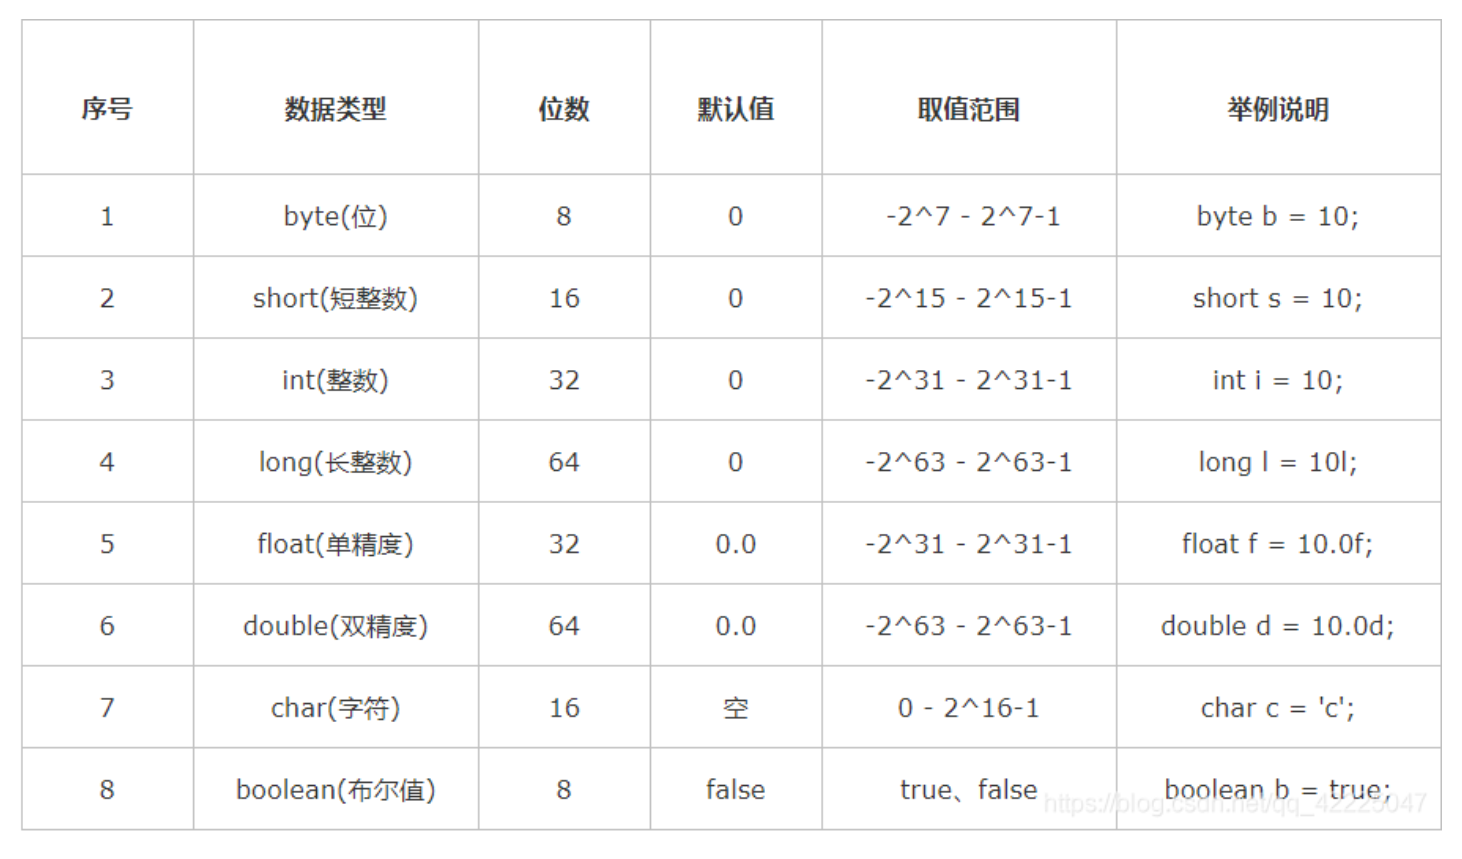 序号 数据类型 位数 默认值 取值范围 举例说明
1 byte(位) 8 0 -2^7 - 2^7-1 byte b = 10;
2 short(短整数) 16 0 -2^15 - 2^15-1 short s = 10;
3 int(整数) 32 0 -2^31 - 2^31-1 int i = 10;
4 long(长整数) 64 0 -2^63 - 2^63-1 long l = 10l;
5 float(单精度) 32 0.0 -2^31 - 2^31-1 float f = 10.0f;
6 double(双精度) 64 0.0 -2^63 - 2^63-1 double d = 10.0d;
7 char(字符) 16 空 0 - 2^16-1 char c = 'c';
8 boolean(布尔值) 8 false true、false boolean b = true;
https://blog.csdn.net/qq_42225047